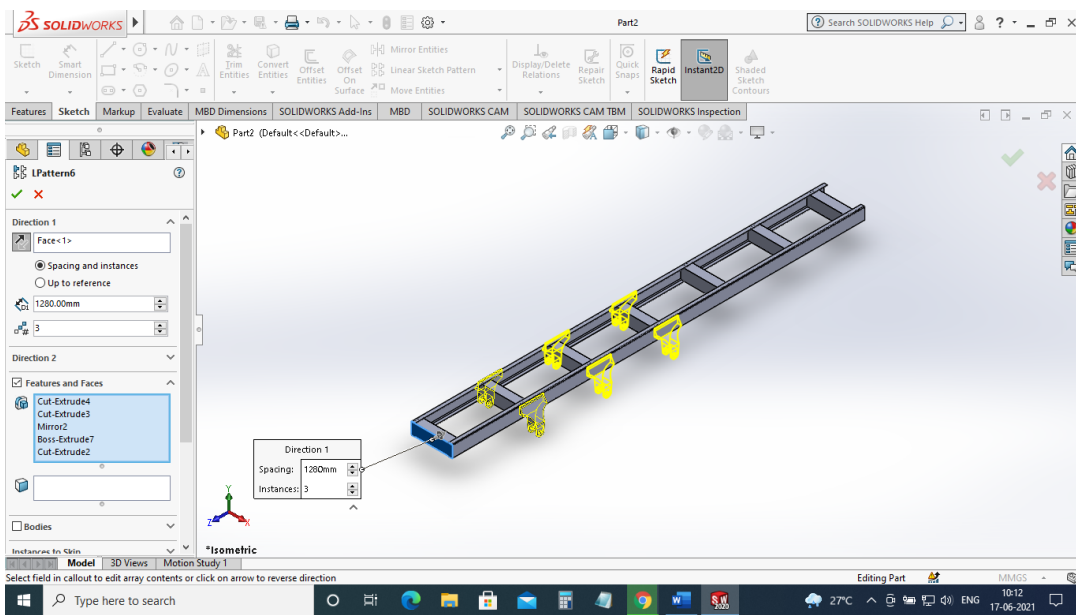 SOLIDWORKS
Part2
Search SOLIDWORKS Help
Sketch
Smart Dimension
Trim Entities
Convert Entities
Offset Entities
Offset On Surface
Mirror Entities
Linear Sketch Pattern
Move Entities
Display/Delete Relations
Repair Sketch
Quick Snaps
Rapid Sketch
Instant2D
Shaded Sketch Contours
Features Sketch Markup Evaluate MBD Dimensions SOLIDWORKS Add-Ins MBD SOLIDWORKS CAM SOLIDWORKS CAM TBM SOLIDWORKS Inspection
Part2 (Default<<Default>...
LPattern6
Direction 1
Face<1>
Spacing and instances
Up to reference
D1
1280.00mm
#
3
Direction 2
Features and Faces
Cut-Extrude4
Cut-Extrude3
Mirror2
Boss-Extrude7
Cut-Extrude2
Bodies
Instances to Skip
Direction 1
Spacing: 1280mm
Instances: 3
Y
Z
X
*Isometric
Model 3D Views Motion Study 1
Select field in callout to edit array contents or click on arrow to reverse direction
Editing Part
MMGS
Type here to search
SW
2020
27°C
ENG
10:12
17-06-2021